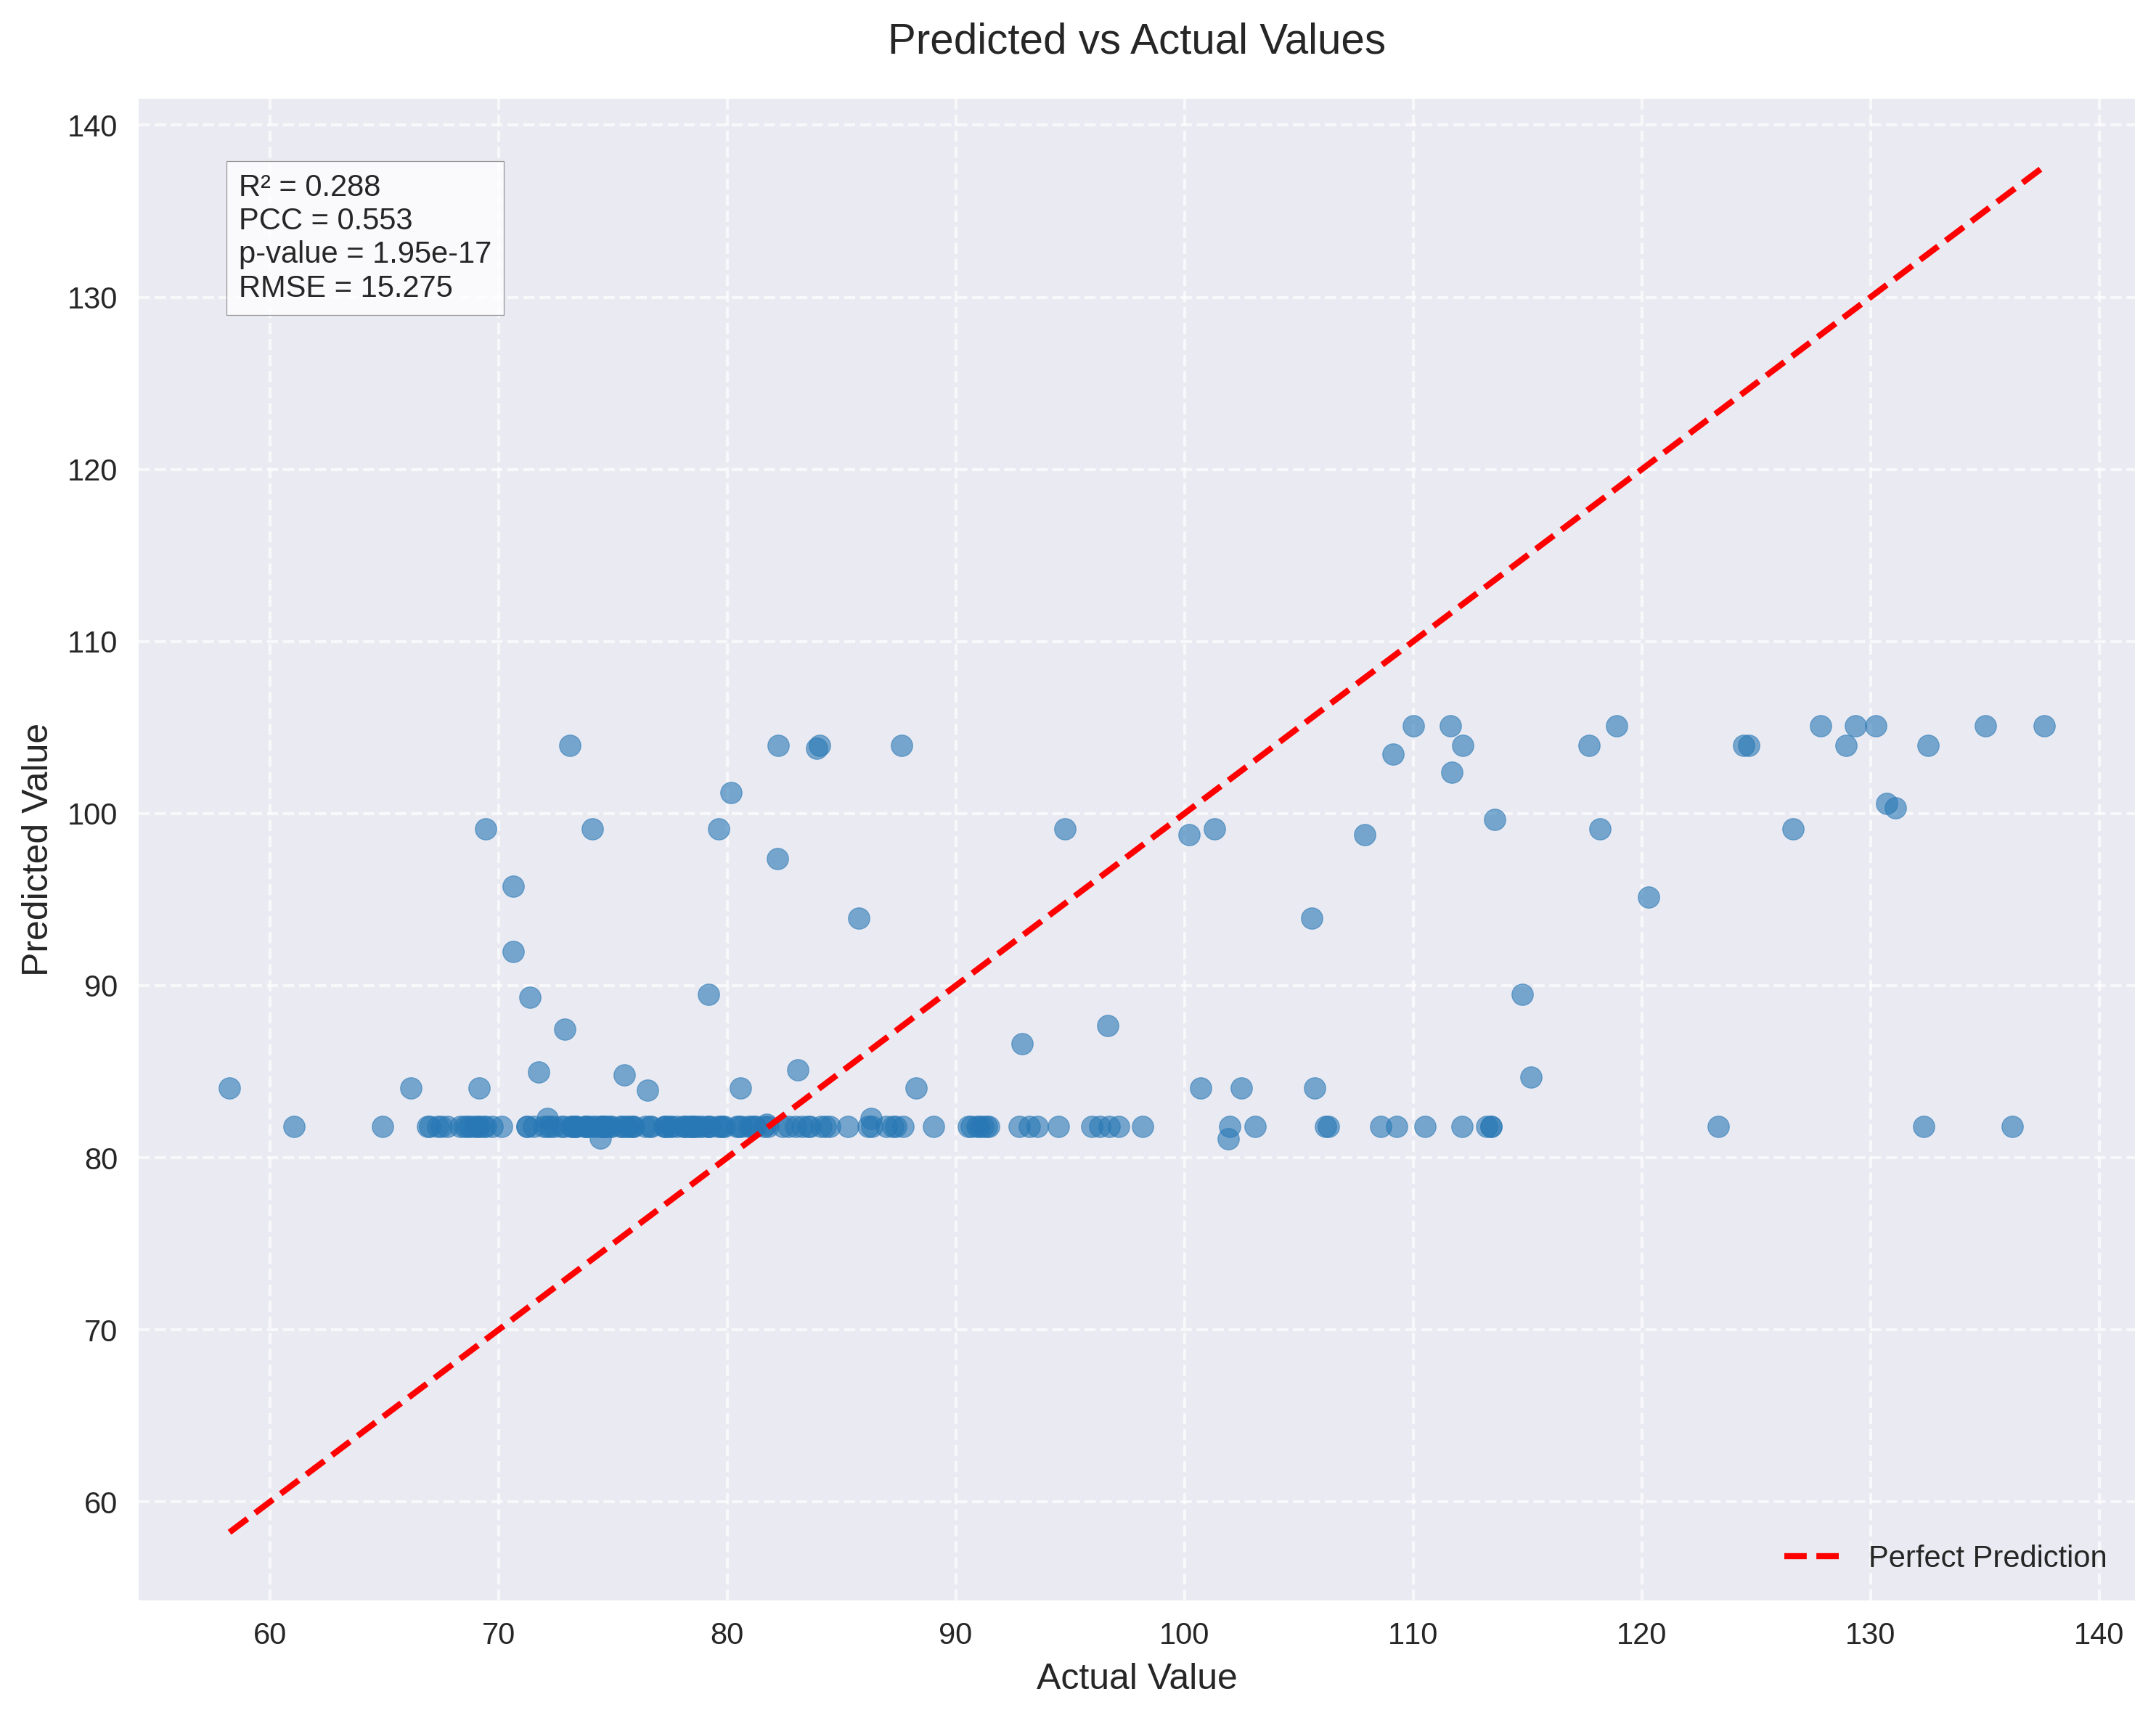 Predicted vs Actual Values
140
130
120
110
100
90
80
70
60
Predicted Value
R² = 0.288
PCC = 0.553
p-value = 1.95e-17
RMSE = 15.275
Perfect Prediction
60 70 80 90 100 110 120 130 140
Actual Value